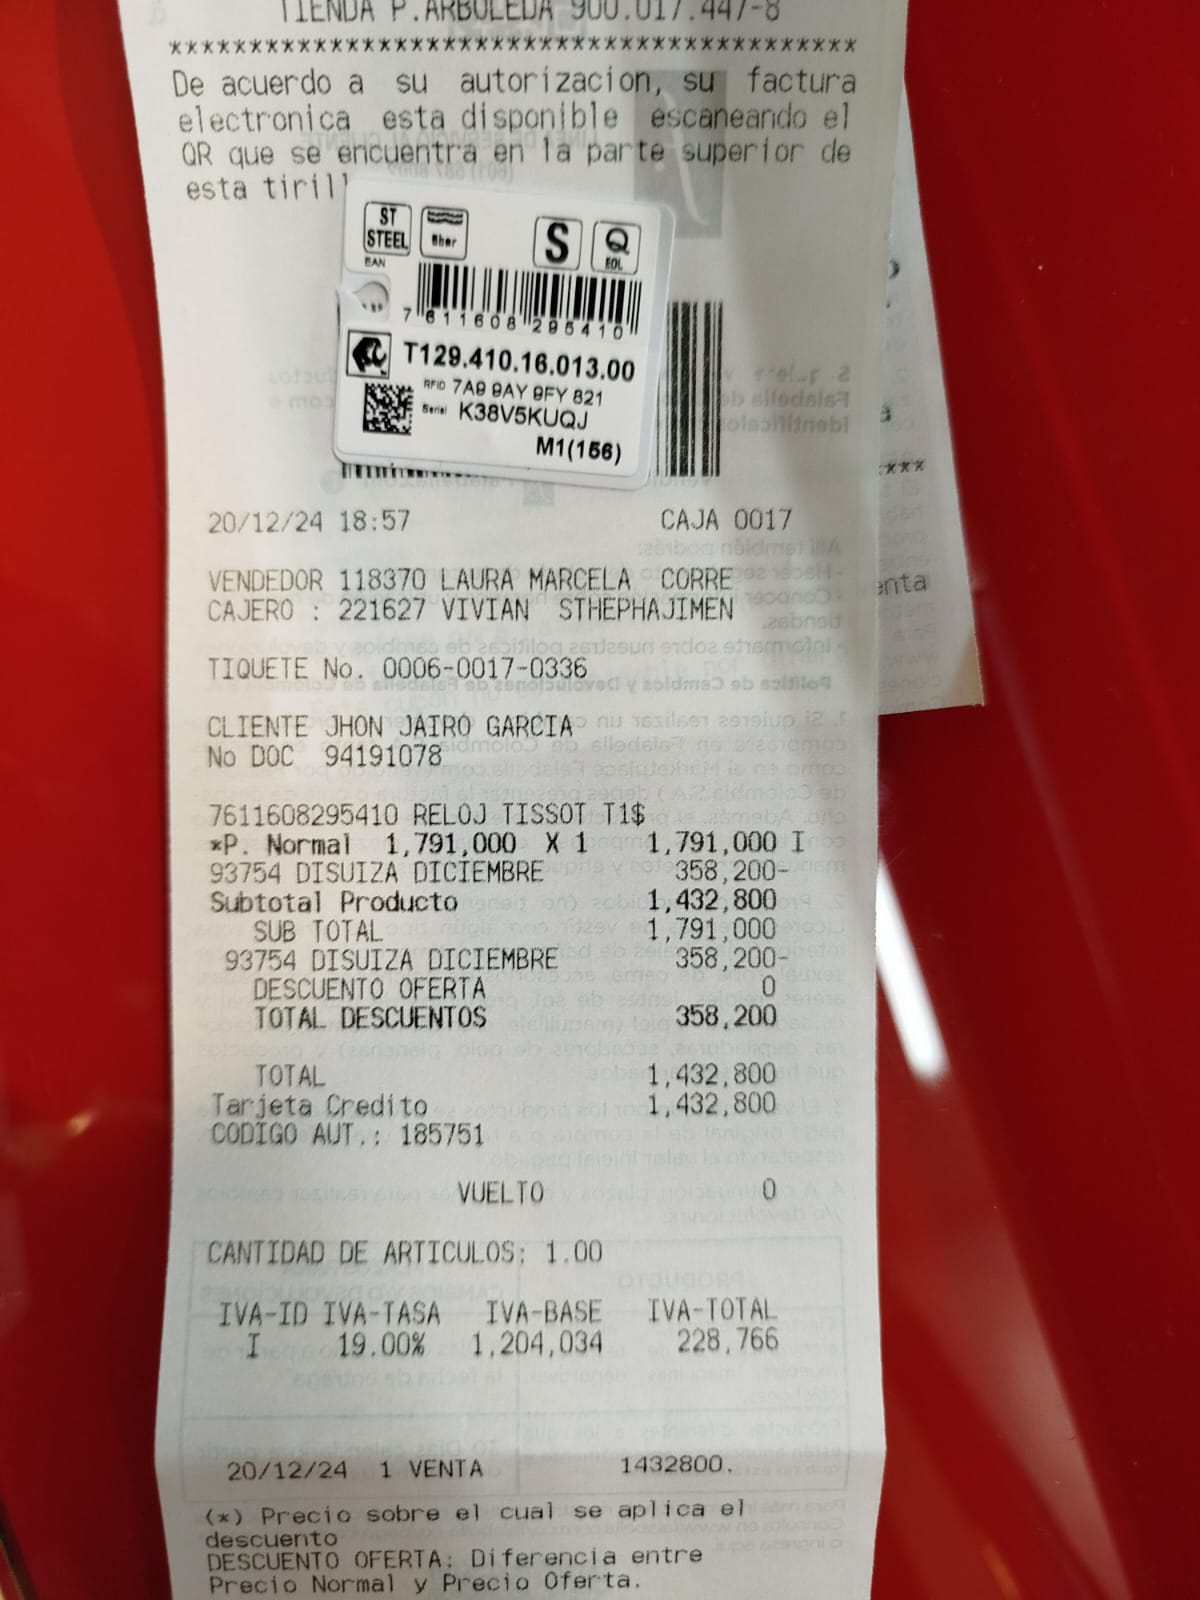 TIENDA P.ARBOLEDA 900.017.447-8
*******************************************
De acuerdo a su autorizacion, su factura
electronica esta disponible escaneando el
QR que se encuentra en la parte superior de
esta tirill
ST STEEL
5bar
S
Q EOL
EAN
7 611608 295410
T129.410.16.013.00
RFID 7A9 9AY 9FY 821
Serial K38V5KUQJ
M1(156)
20/12/24 18:57 CAJA 0017
VENDEDOR 118370 LAURA MARCELA CORRE
CAJERO : 221627 VIVIAN STHEPHAJIMEN
TIQUETE No. 0006-0017-0336
CLIENTE JHON JAIRO GARCIA
No DOC 94191078
7611608295410 RELOJ TISSOT T1$
*P. Normal 1,791,000 X 1 1,791,000 I
93754 DISUIZA DICIEMBRE 358,200-
Subtotal Producto 1,432,800
SUB TOTAL 1,791,000
93754 DISUIZA DICIEMBRE 358,200-
DESCUENTO OFERTA 0
TOTAL DESCUENTOS 358,200
TOTAL 1,432,800
Tarjeta Credito 1,432,800
CODIGO AUT.: 185751
VUELTO 0
CANTIDAD DE ARTICULOS: 1.00
IVA-ID IVA-TASA IVA-BASE IVA-TOTAL
I 19.00% 1,204,034 228,766
20/12/24 1 VENTA 1432800.
(*) Precio sobre el cual se aplica el
descuento
DESCUENTO OFERTA: Diferencia entre
Precio Normal y Precio Oferta.